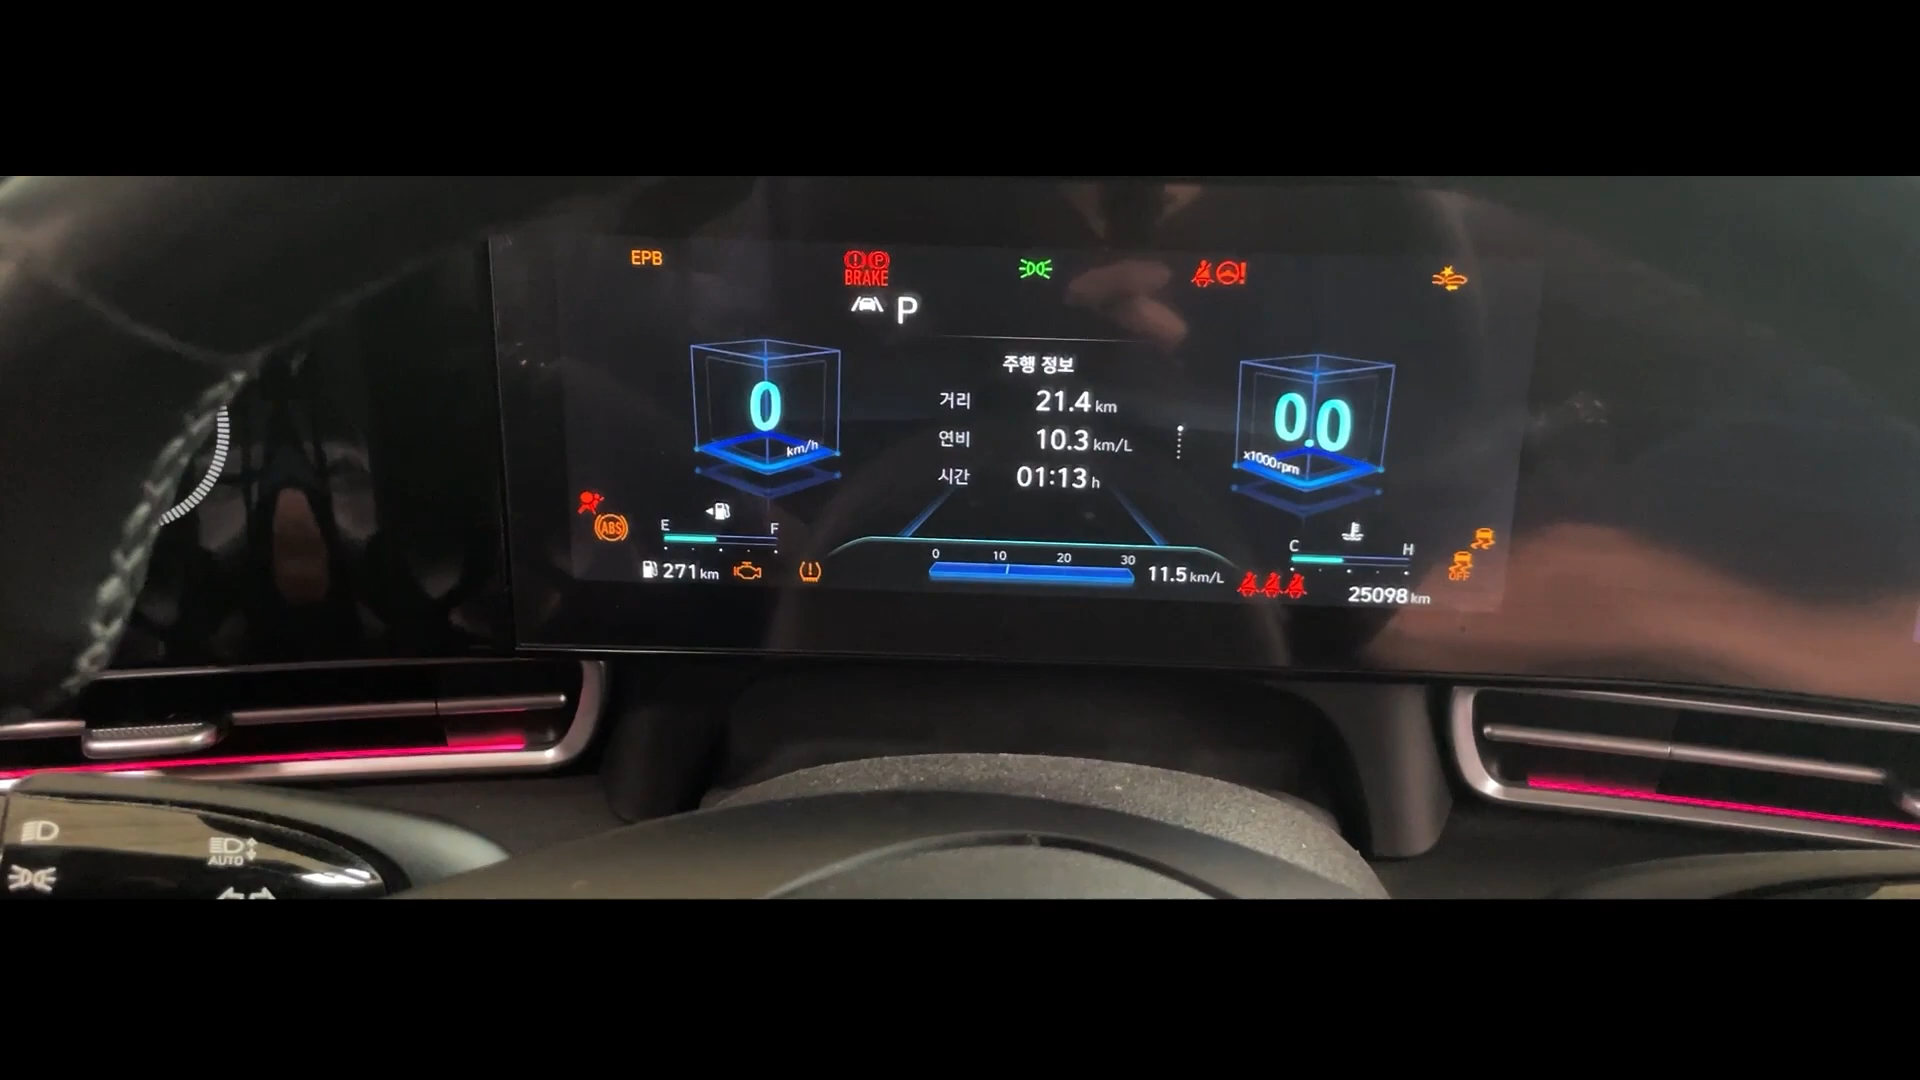 EPB
BRAKE
P
주행 정보
거리 21.4 km
연비 10.3 km/L
시간 01:13 h
0
km/h
0.0
x1000rpm
ABS
E F
C H
271 km
0 10 20 30
11.5 km/L
OFF
25098 km
AUTO